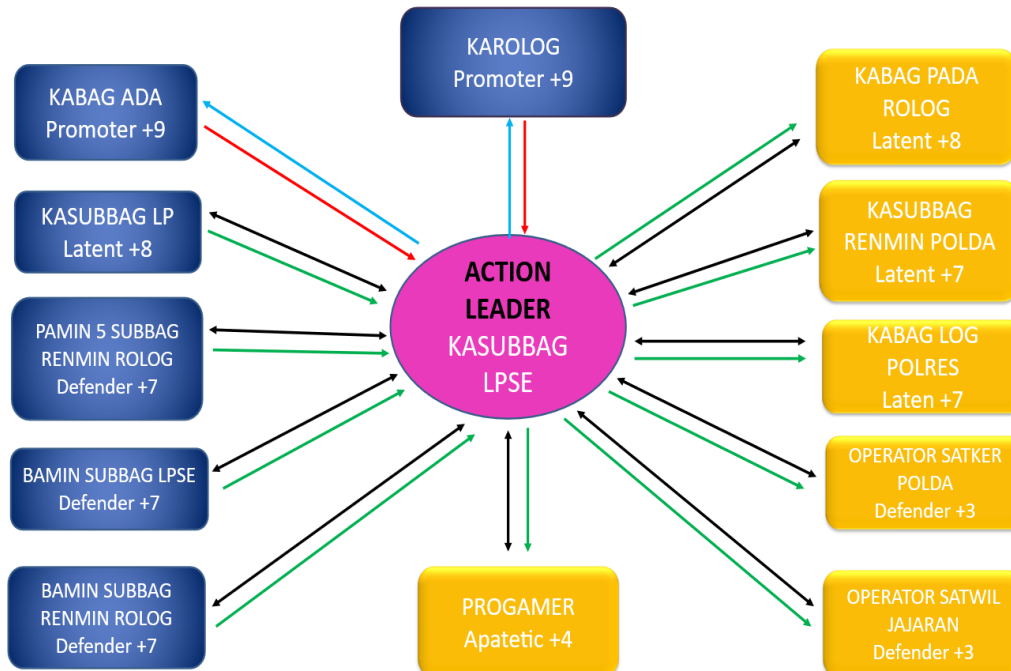 KAROLOG
Promoter +9
KABAG ADA
Promoter +9
KABAG PADA
ROLOG
Latent +8
KASUBBAG LP
Latent +8
KASUBBAG
RENMIN POLDA
Latent +7
ACTION
LEADER
KASUBBAG
LPSE
PAMIN 5 SUBBAG
RENMIN ROLOG
Defender +7
KABAG LOG
POLRES
Laten +7
BAMIN SUBBAG LPSE
Defender +7
OPERATOR SATKER
POLDA
Defender +3
BAMIN SUBBAG
RENMIN ROLOG
Defender +7
PROGAMER
Apatetic +4
OPERATOR SATWIL
JAJARAN
Defender +3